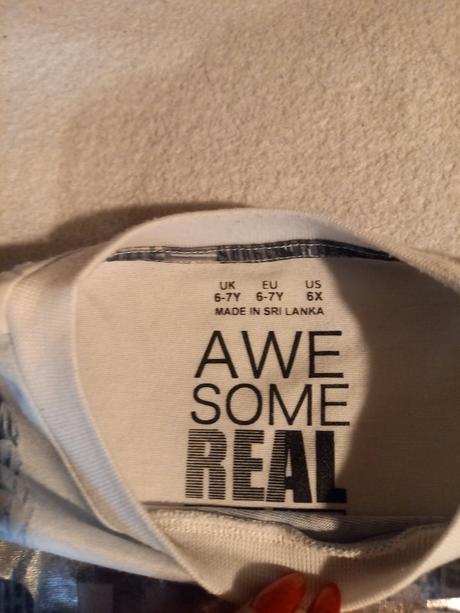 UK EU US
6-7Y 6-7Y 6X
MADE IN SRI LANKA
AWE
SOME
REAL